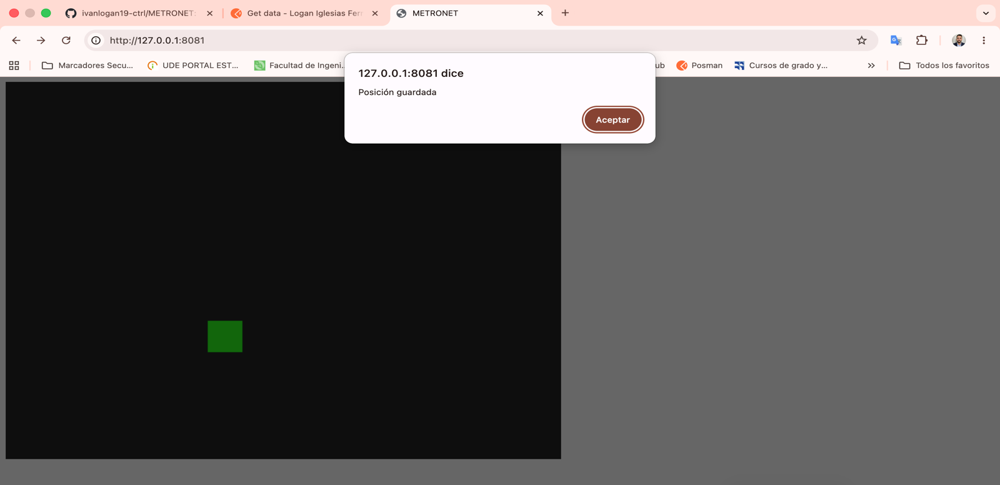 ivanlogan19-ctrl/METRONET:
Get data - Logan Iglesias Ferr
METRONET
http://127.0.0.1:8081
Marcadores Secu...
UDE PORTAL EST...
Facultad de Ingeni...
ub
Posman
Cursos de grado y...
Todos los favoritos
127.0.0.1:8081 dice
Posición guardada
Aceptar